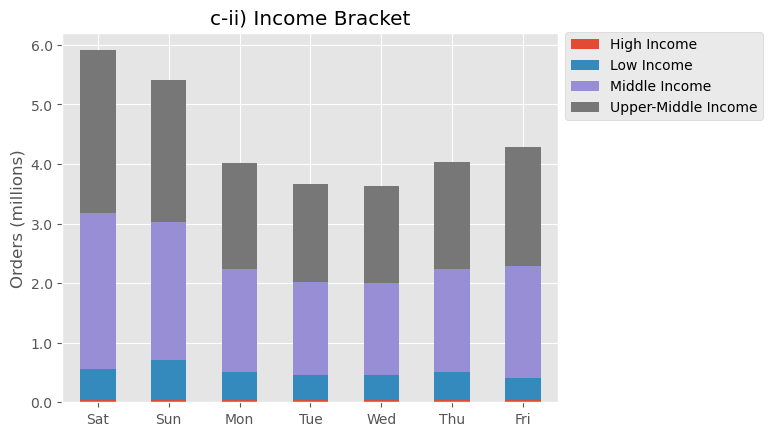 c-ii) Income Bracket
High Income
Low Income
Middle Income
Upper-Middle Income
Orders (millions)
6.0
5.0
4.0
3.0
2.0
1.0
0.0
Sat Sun Mon Tue Wed Thu Fri